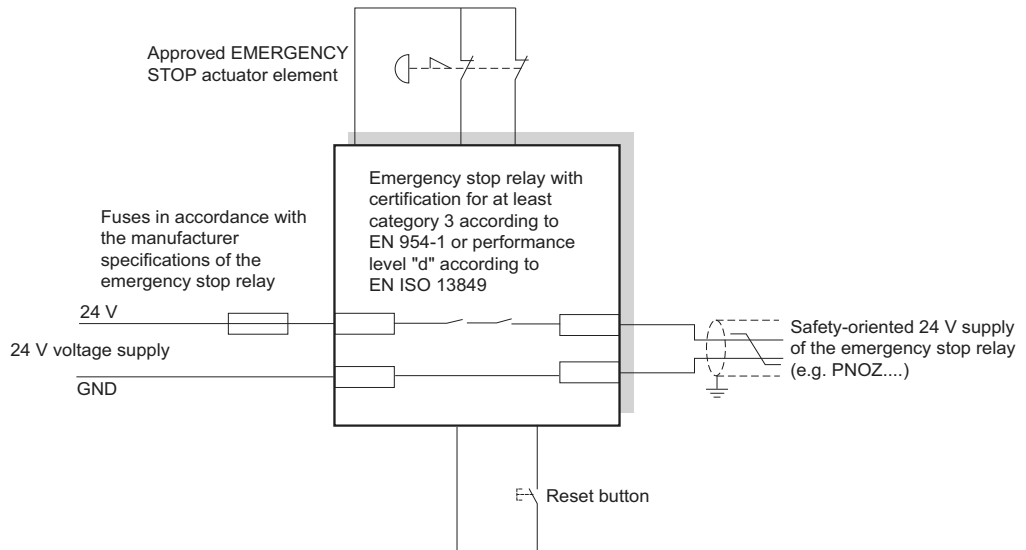 Approved EMERGENCY
STOP actuator element
Emergency stop relay with
certification for at least
category 3 according to
EN 954-1 or performance
level "d" according to
EN ISO 13849
Fuses in accordance with
the manufacturer
specifications of the
emergency stop relay
24 V
24 V voltage supply
GND
Safety-oriented 24 V supply
of the emergency stop relay
(e.g. PNOZ....)
Reset button